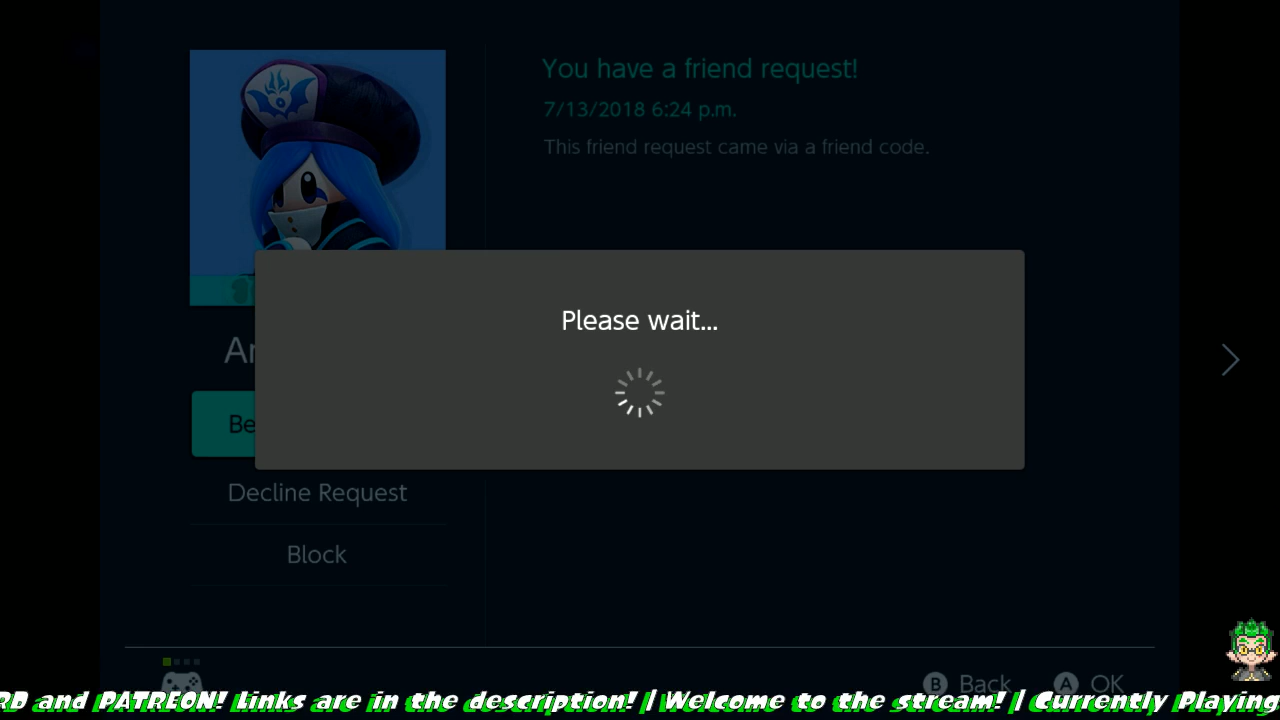 You have a friend request!
7/13/2018 6:24 p.m.
This friend request came via a friend code.
Please wait...
Decline Request
Block
B Back A OK
RD and PATREON! Links are in the description! | Welcome to the stream! | Currently Playing